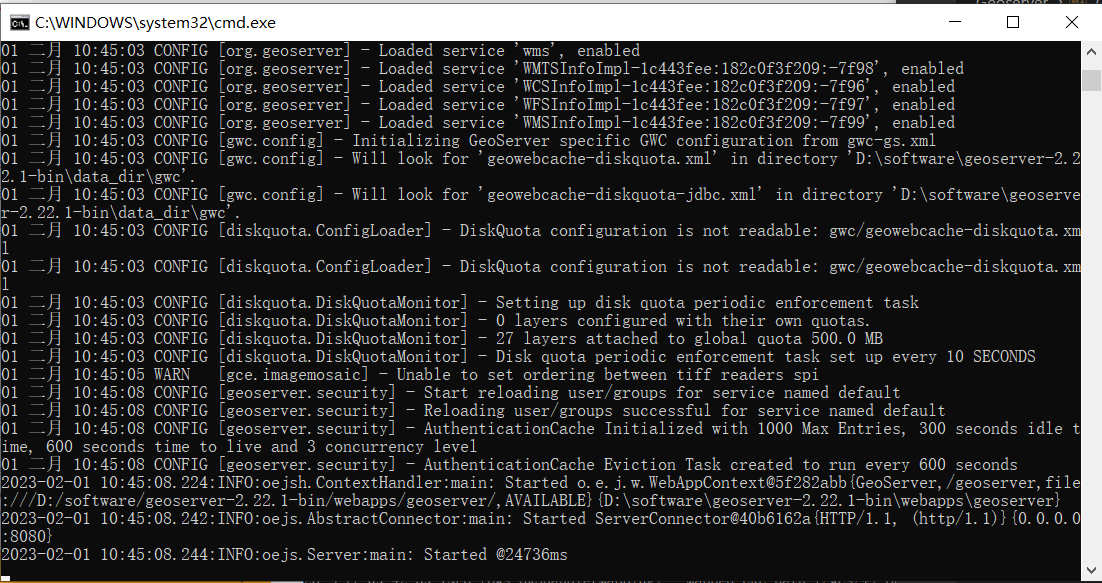 C:\WINDOWS\system32\cmd.exe
01 二月 10:45:03 CONFIG [org.geoserver] - Loaded service 'wms', enabled
01 二月 10:45:03 CONFIG [org.geoserver] - Loaded service 'WMTSInfoImpl-1c443fee:182c0f3f209:-7f98', enabled
01 二月 10:45:03 CONFIG [org.geoserver] - Loaded service 'WCSInfoImpl-1c443fee:182c0f3f209:-7f96', enabled
01 二月 10:45:03 CONFIG [org.geoserver] - Loaded service 'WFSInfoImpl-1c443fee:182c0f3f209:-7f97', enabled
01 二月 10:45:03 CONFIG [org.geoserver] - Loaded service 'WMSInfoImpl-1c443fee:182c0f3f209:-7f99', enabled
01 二月 10:45:03 CONFIG [gwc.config] - Initializing GeoServer specific GWC configuration from gwc-gs.xml
01 二月 10:45:03 CONFIG [gwc.config] - Will look for 'geowebcache-diskquota.xml' in directory 'D:\software\geoserver-2.2
2.1-bin\data_dir\gwc'.
01 二月 10:45:03 CONFIG [gwc.config] - Will look for 'geowebcache-diskquota-jdbc.xml' in directory 'D:\software\geoserve
r-2.22.1-bin\data_dir\gwc'.
01 二月 10:45:03 CONFIG [diskquota.ConfigLoader] - DiskQuota configuration is not readable: gwc/geowebcache-diskquota.xm
l
01 二月 10:45:03 CONFIG [diskquota.ConfigLoader] - DiskQuota configuration is not readable: gwc/geowebcache-diskquota.xm
l
01 二月 10:45:03 CONFIG [diskquota.DiskQuotaMonitor] - Setting up disk quota periodic enforcement task
01 二月 10:45:03 CONFIG [diskquota.DiskQuotaMonitor] - 0 layers configured with their own quotas.
01 二月 10:45:03 CONFIG [diskquota.DiskQuotaMonitor] - 27 layers attached to global quota 500.0 MB
01 二月 10:45:03 CONFIG [diskquota.DiskQuotaMonitor] - Disk quota periodic enforcement task set up every 10 SECONDS
01 二月 10:45:05 WARN   [gce.imagemosaic] - Unable to set ordering between tiff readers spi
01 二月 10:45:08 CONFIG [geoserver.security] - Start reloading user/groups for service named default
01 二月 10:45:08 CONFIG [geoserver.security] - Reloading user/groups successful for service named default
01 二月 10:45:08 CONFIG [geoserver.security] - AuthenticationCache Initialized with 1000 Max Entries, 300 seconds idle t
ime, 600 seconds time to live and 3 concurrency level
01 二月 10:45:08 CONFIG [geoserver.security] - AuthenticationCache Eviction Task created to run every 600 seconds
2023-02-01 10:45:08.224:INFO:oejsh.ContextHandler:main: Started o.e.j.w.WebAppContext@5f282abb{GeoServer,/geoserver,file
:///D:/software/geoserver-2.22.1-bin/webapps/geoserver/,AVAILABLE}{D:\software\geoserver-2.22.1-bin\webapps\geoserver}
2023-02-01 10:45:08.242:INFO:oejs.AbstractConnector:main: Started ServerConnector@40b6162a{HTTP/1.1, (http/1.1)}{0.0.0.0
:8080}
2023-02-01 10:45:08.244:INFO:oejs.Server:main: Started @24736ms